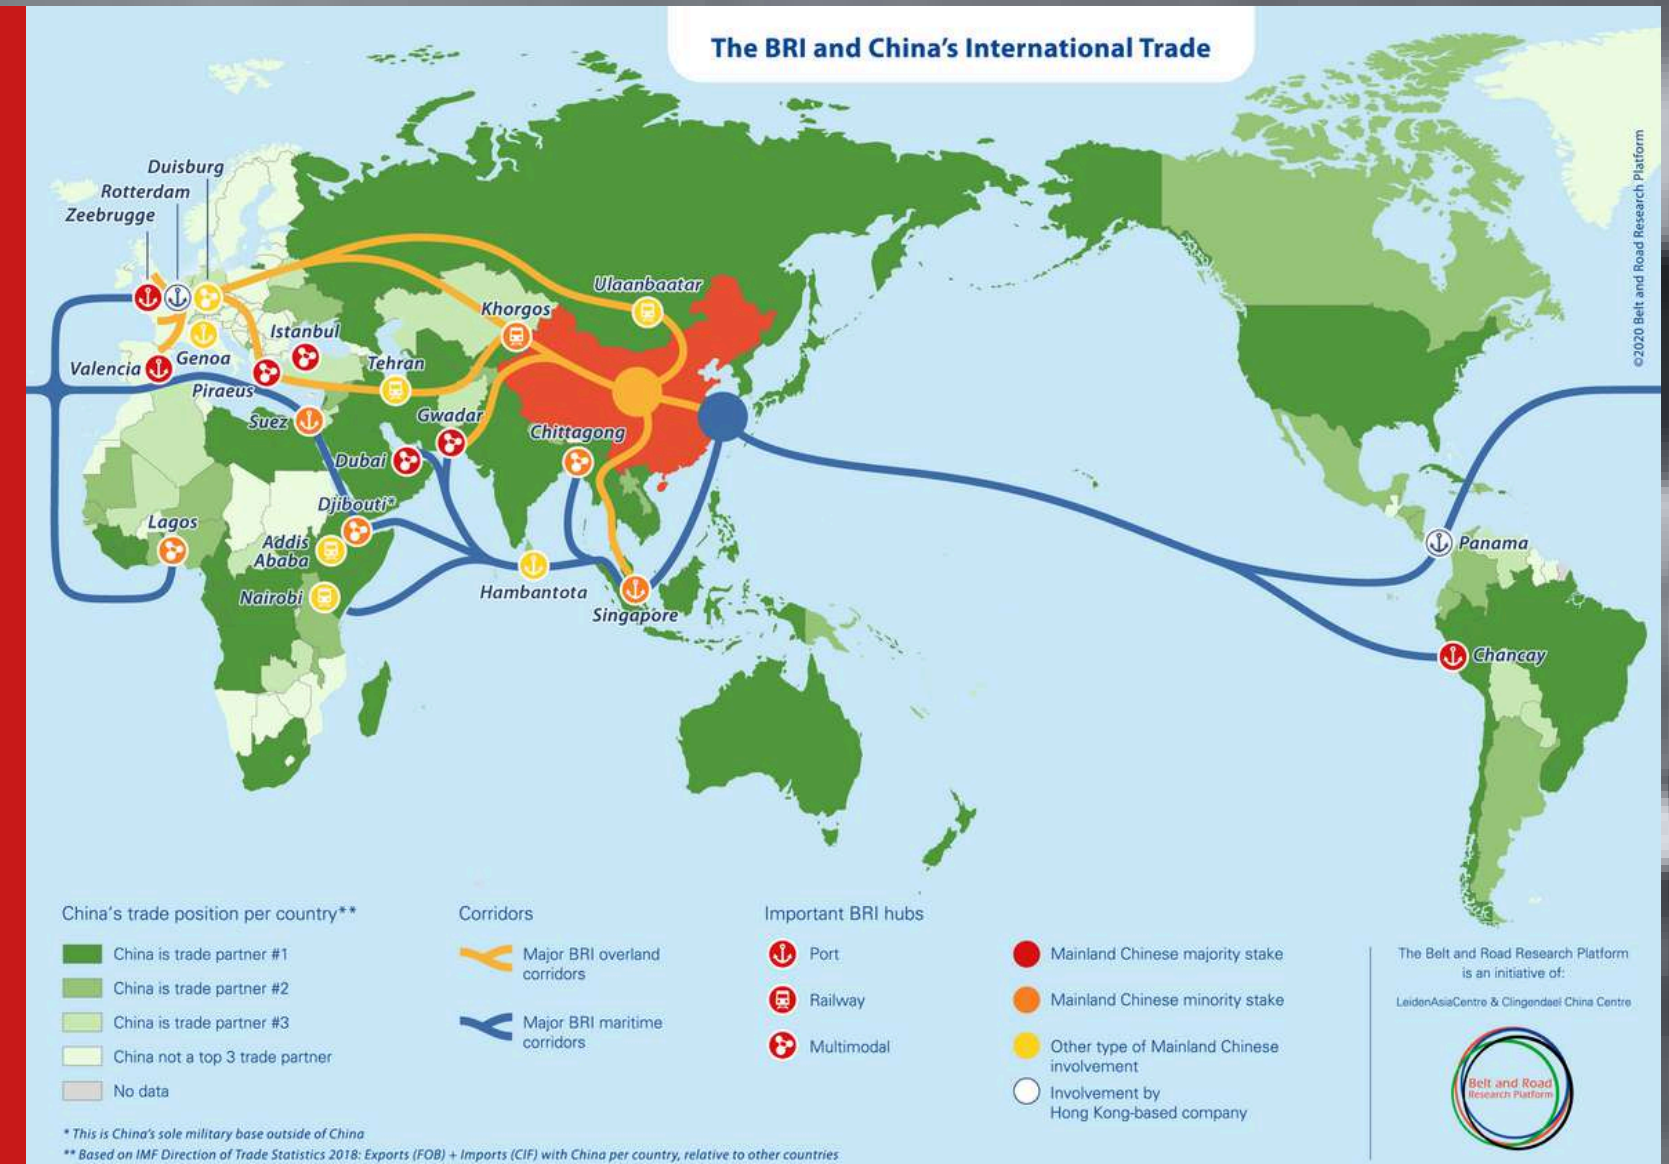 The BRI and China's International Trade
©2020 Belt and Road Research Platform
Duisburg
Rotterdam
Zeebrugge
Ulaanbaatar
Khorgos
Istanbul
Genoa
Valencia
Tehran
Piraeus
Suez
Gwadar
Chittagong
Dubai
Djibouti*
Lagos
Addis
Ababa
Nairobi
Hambantota
Singapore
Panama
Chancay
China's trade position per country**
China is trade partner #1
China is trade partner #2
China is trade partner #3
China not a top 3 trade partner
No data
Corridors
Major BRI overland
corridors
Major BRI maritime
corridors
Important BRI hubs
Port
Railway
Multimodal
Mainland Chinese majority stake
Mainland Chinese minority stake
Other type of Mainland Chinese
involvement
Involvement by
Hong Kong-based company
The Belt and Road Research Platform
is an initiative of:
LeidenAsiaCentre & Clingendael China Centre
Belt and Road
Research Platform
* This is China's sole military base outside of China
** Based on IMF Direction of Trade Statistics 2018: Exports (FOB) + Imports (CIF) with China per country, relative to other countries